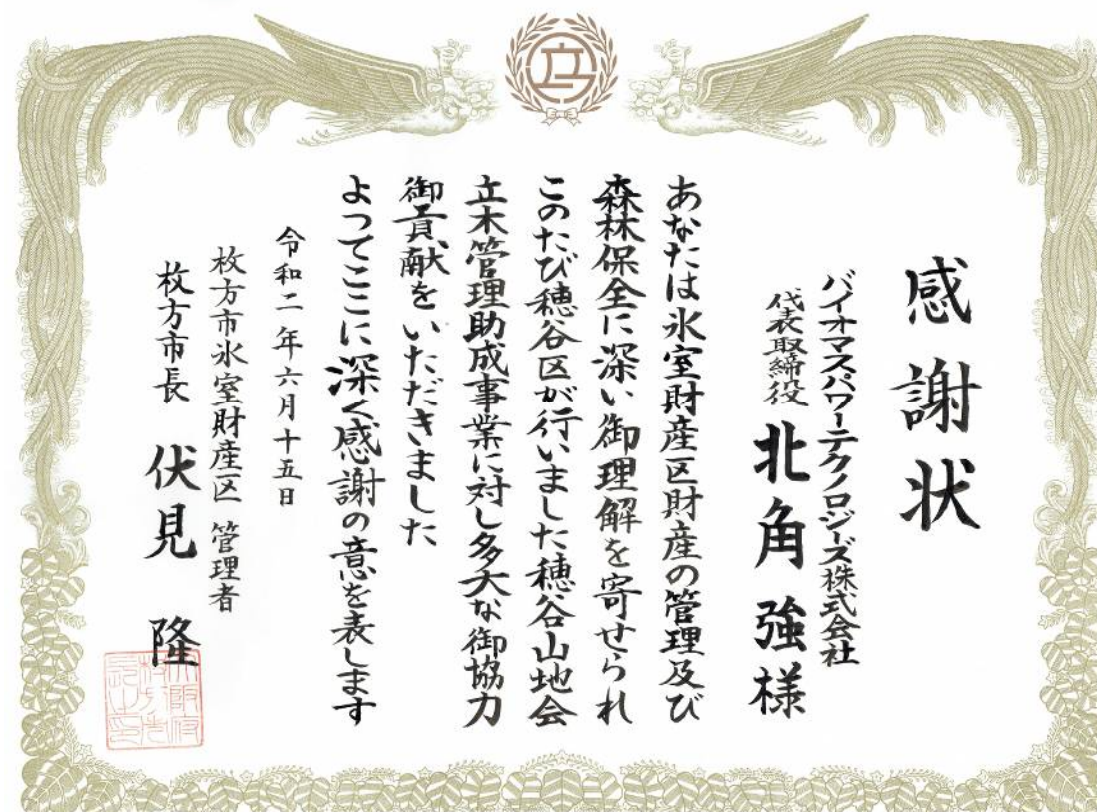 感謝状
バイオマスパワーテクノロジーズ株式会社
代表取締役 北角 強様
あなたは氷室財産区財産の管理及び
森林保全に深い御理解を寄せられ
このたび穂谷区が行いました穂谷山地会
立木管理助成事業に対し多大な御協力
御貢献をいただきました
よってここに深く感謝の意を表します
令和二年六月十五日
枚方市氷室財産区 管理者
枚方市長 伏見 隆